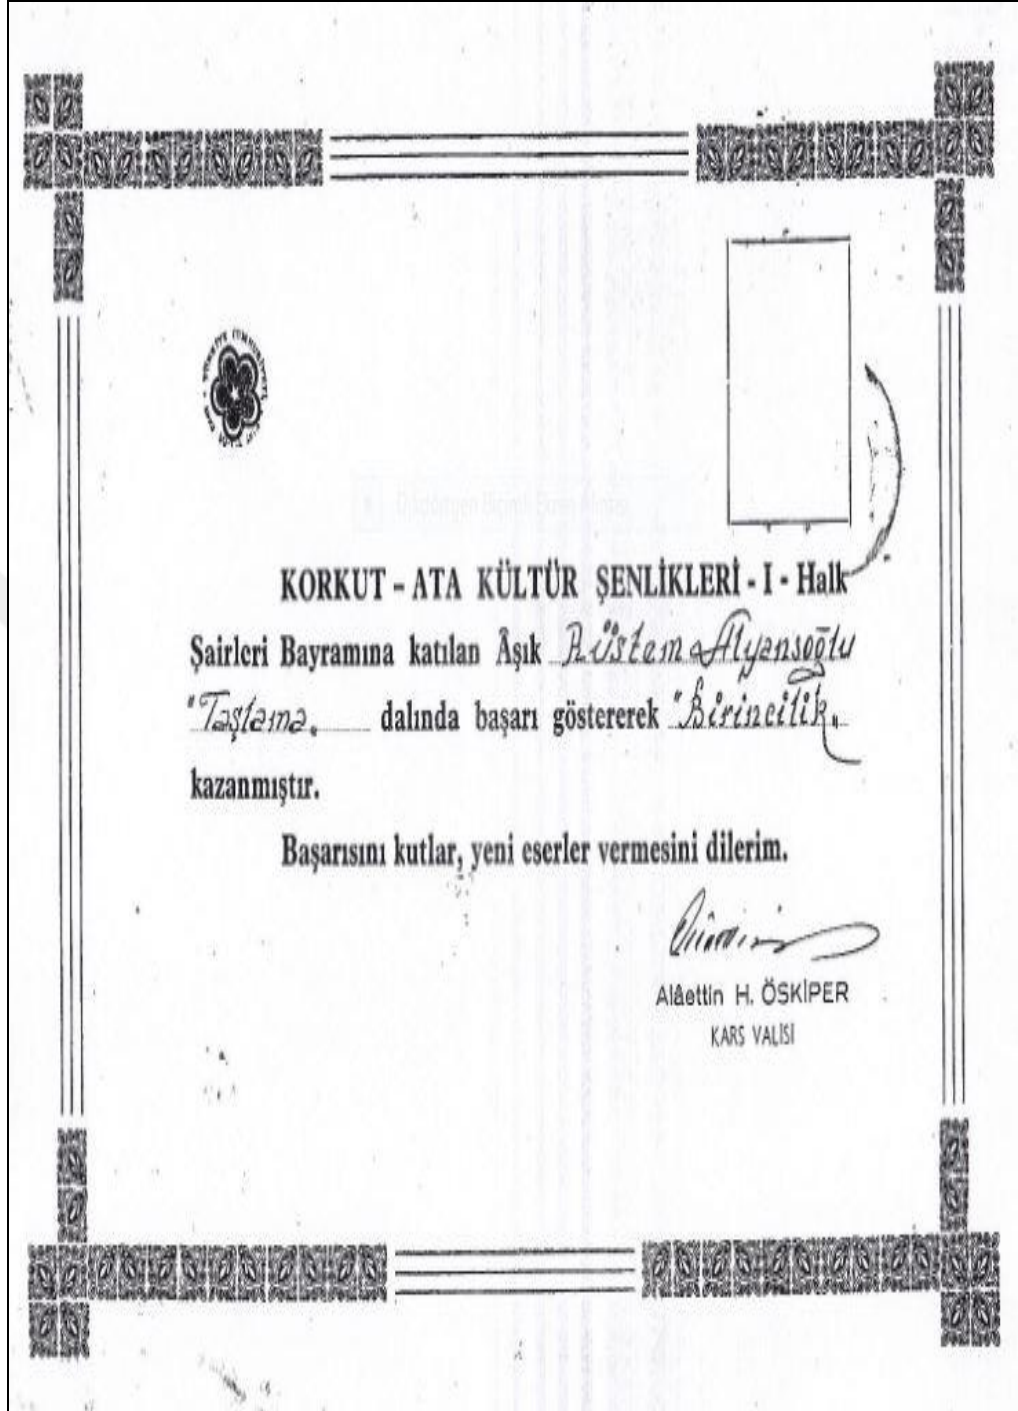 KORKUT - ATA KÜLTÜR ŞENLİKLERİ - I - Halk
Şairleri Bayramına katılan Âşık Rüstem Alyansoğlu
"Taşlama" dalında başarı göstererek "Birincilik"
kazanmıştır.
Başarısını kutlar, yeni eserler vermesini dilerim.
Alâettin H. ÖSKİPER
KARS VALİSİ